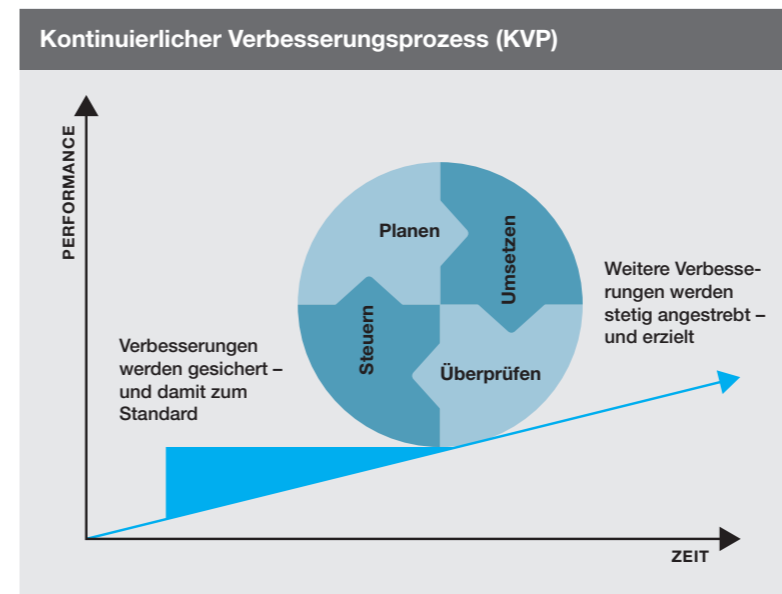 Kontinuierlicher Verbesserungsprozess (KVP)
PERFORMANCE
Planen
Umsetzen
Steuern
Überprüfen
Verbesserungen
werden gesichert –
und damit zum
Standard
Weitere Verbesse-
rungen werden
stetig angestrebt –
und erzielt
ZEIT